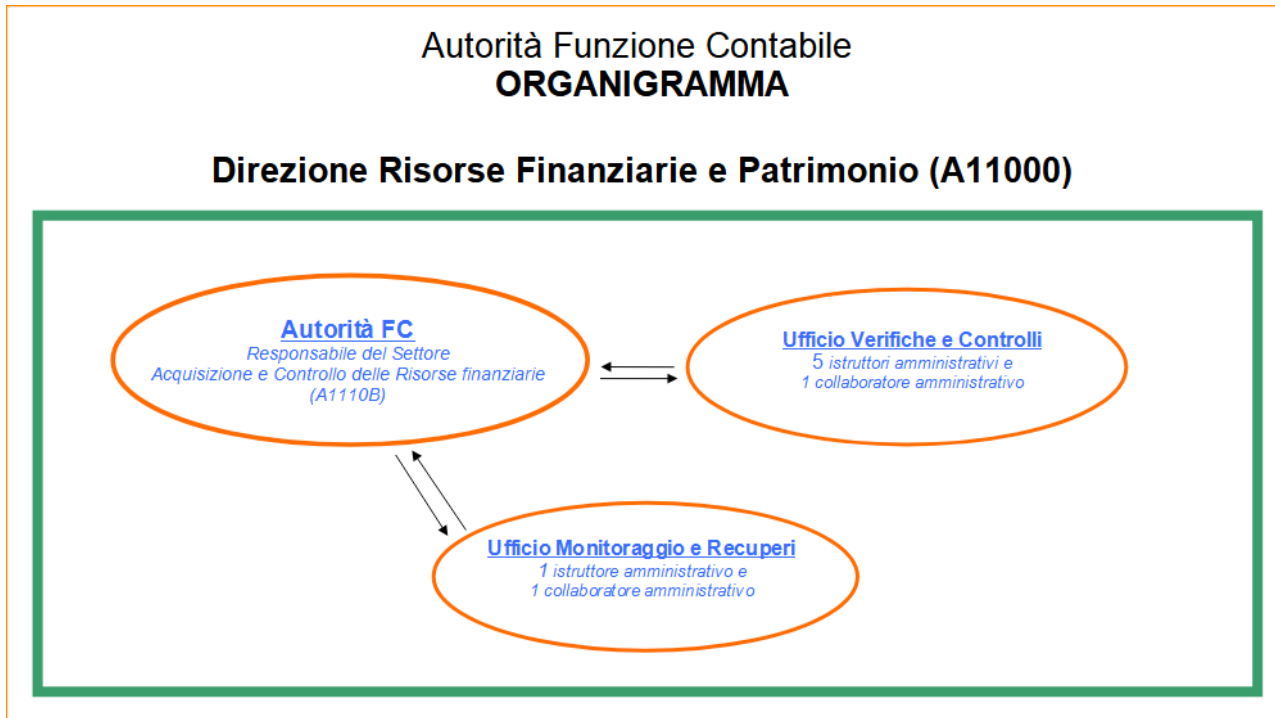 Autorità Funzione Contabile
ORGANIGRAMMA
Direzione Risorse Finanziarie e Patrimonio (A11000)
Autorità FC
Responsabile del Settore
Acquisizione e Controllo delle Risorse finanziarie
(A1110B)
Ufficio Verifiche e Controlli
5 istruttori amministrativi e
1 collaboratore amministrativo
Ufficio Monitoraggio e Recuperi
1 istruttore amministrativo e
1 collaboratore amministrativo